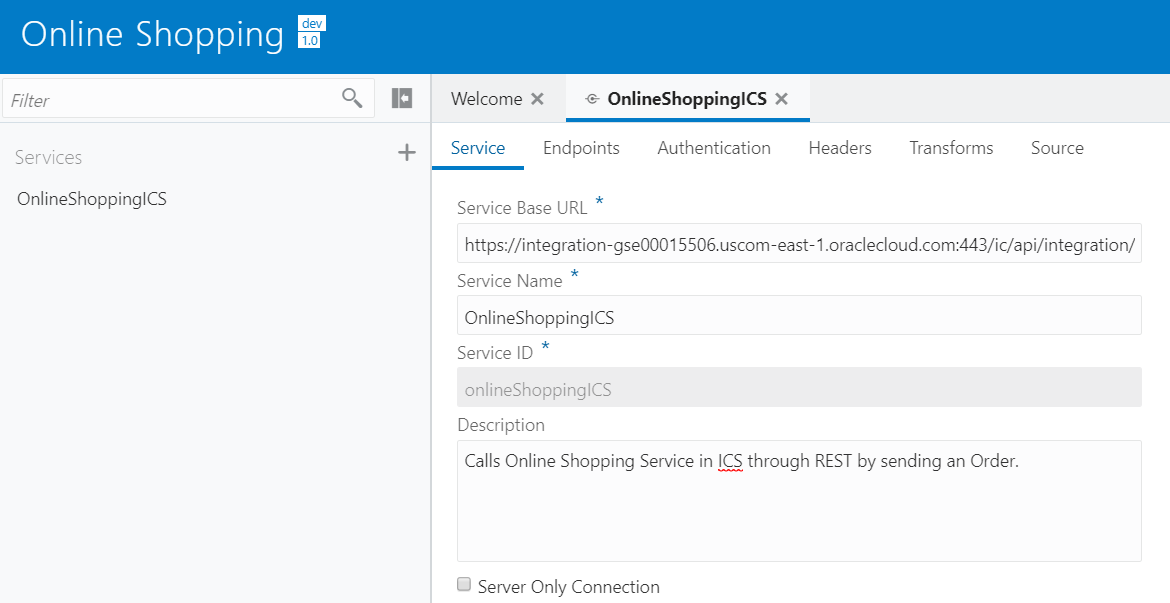 Online Shopping
dev
1.0
Filter
Welcome
OnlineShoppingICS
Services
OnlineShoppingICS
Service Endpoints Authentication Headers Transforms Source
Service Base URL *
https://integration-gse00015506.uscom-east-1.oraclecloud.com:443/ic/api/integration/
Service Name *
OnlineShoppingICS
Service ID *
onlineShoppingICS
Description
Calls Online Shopping Service in ICS through REST by sending an Order.
Server Only Connection